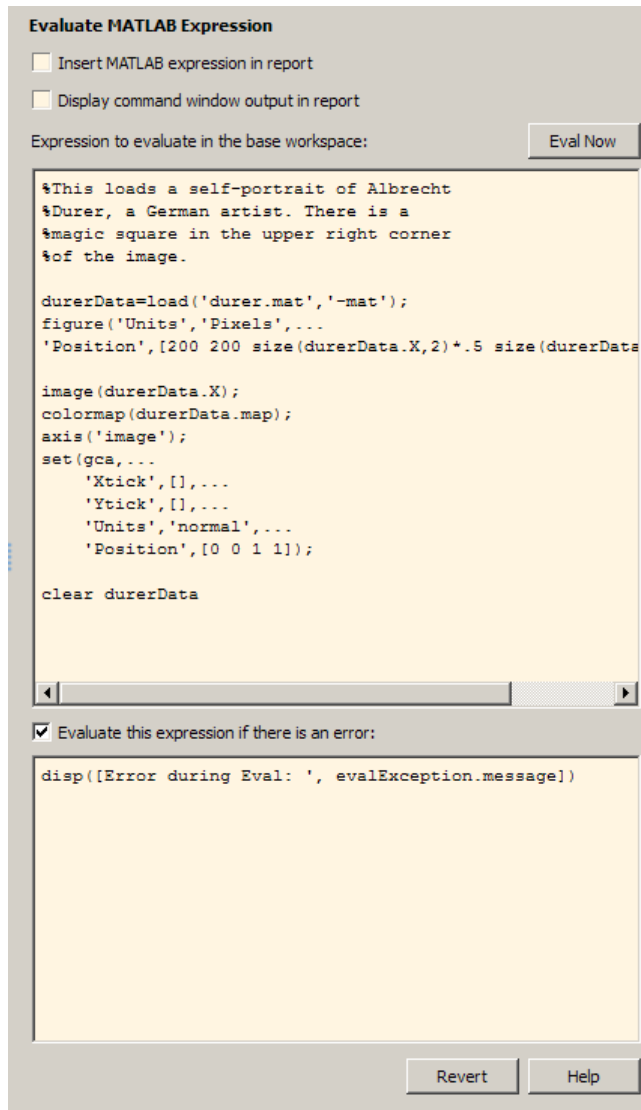 Evaluate MATLAB Expression
Insert MATLAB expression in report
Display command window output in report
Expression to evaluate in the base workspace:
Eval Now
%This loads a self-portrait of Albrecht
%Durer, a German artist. There is a
%magic square in the upper right corner
%of the image.
durerData=load('durer.mat','-mat');
figure('Units','Pixels',...
'Position',[200 200 size(durerData.X,2)*.5 size(durerData
image(durerData.X);
colormap(durerData.map);
axis('image');
set(gca,...
    'Xtick',[],...
    'Ytick',[],...
    'Units','normal',...
    'Position',[0 0 1 1]);
clear durerData
Evaluate this expression if there is an error:
disp([Error during Eval: ', evalException.message])
Revert
Help